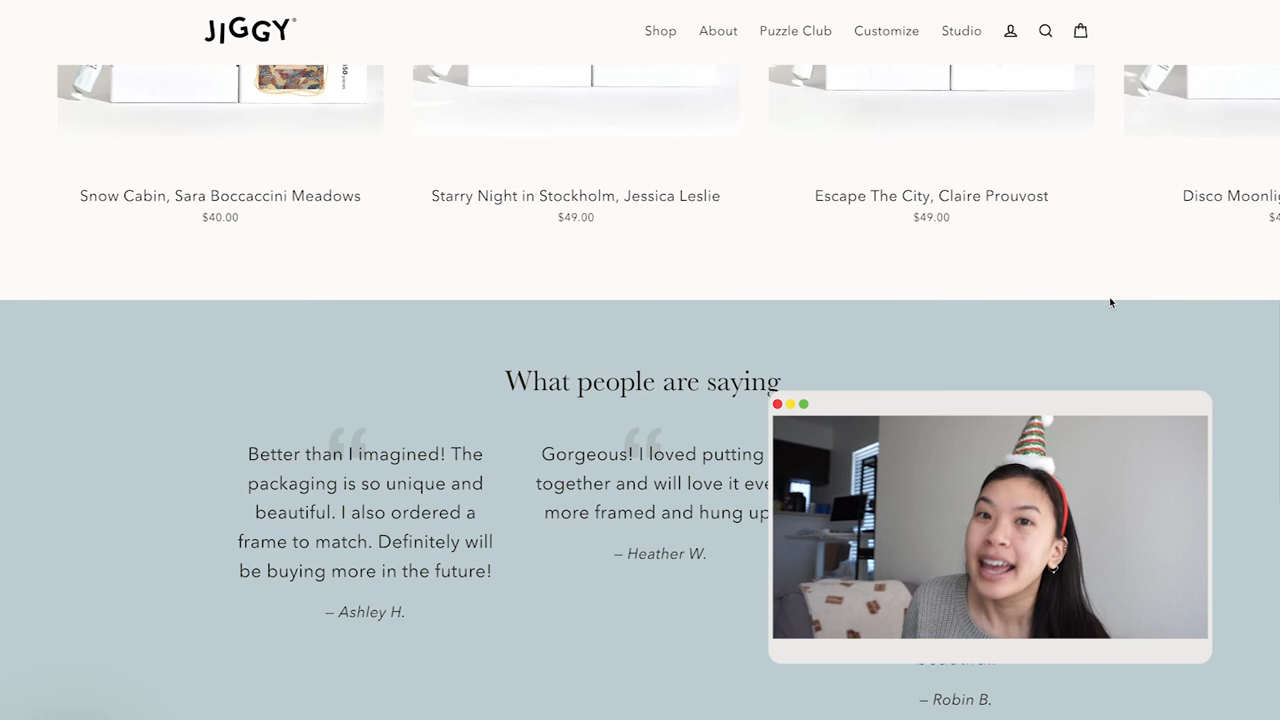 JIGGY
Shop About Puzzle Club Customize Studio
Snow Cabin, Sara Boccaccini Meadows
$40.00
Starry Night in Stockholm, Jessica Leslie
$49.00
Escape The City, Claire Prouvost
$49.00
What people are saying
Better than I imagined! The
packaging is so unique and
beautiful. I also ordered a
frame to match. Definitely will
be buying more in the future!
– Ashley H.
Gorgeous! I loved putting
together and will love it
more framed and hung up
– Heather W.
– Robin B.